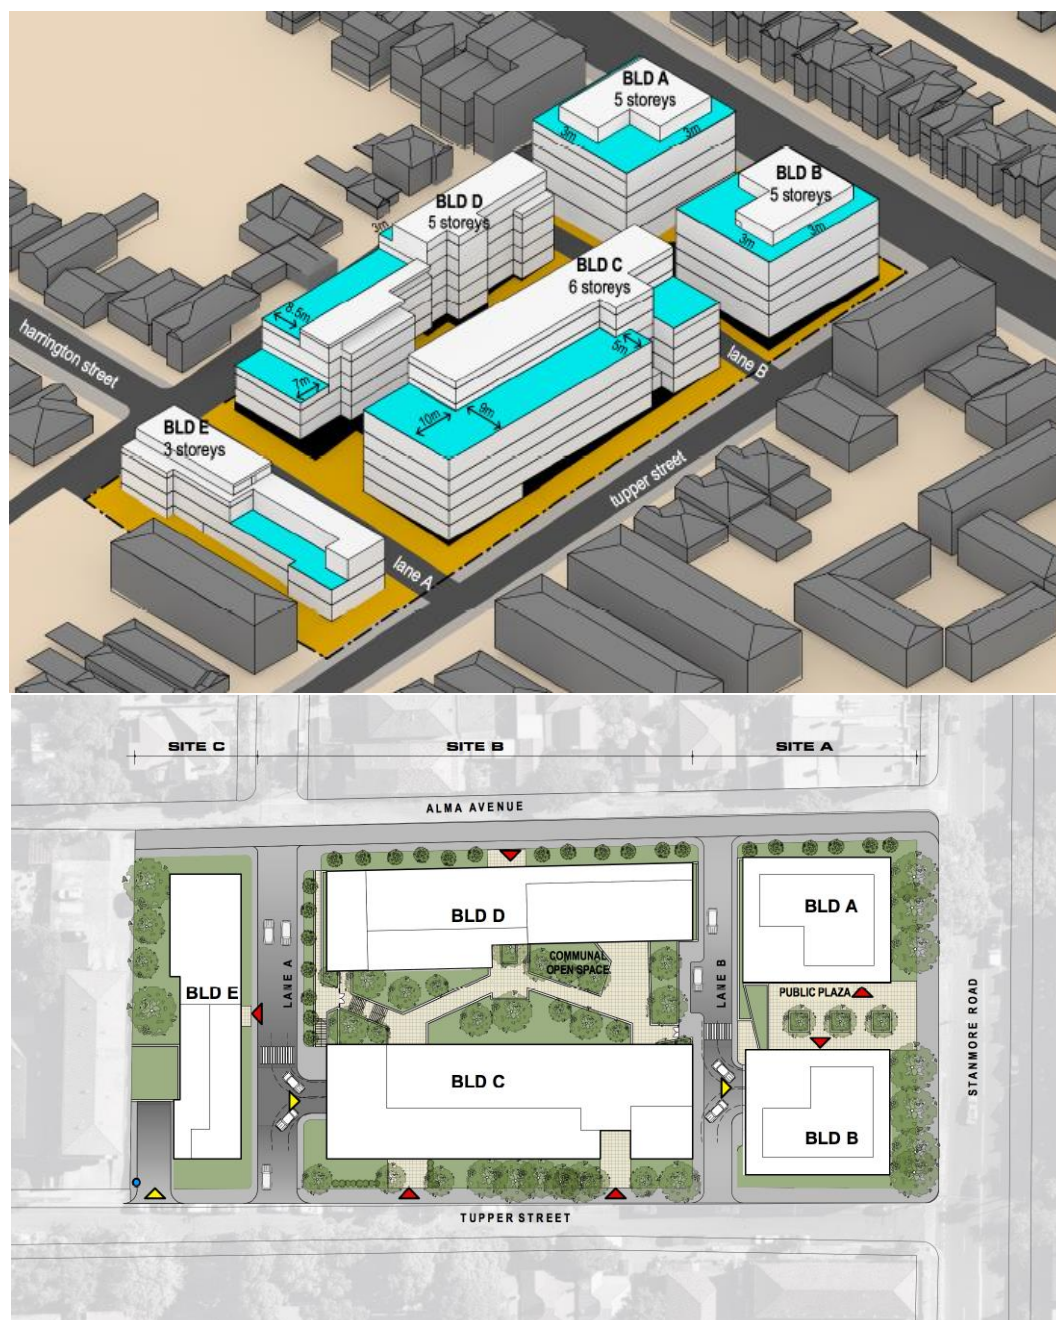 BLD A
5 storeys
3m
3m
BLD B
5 storeys
3m
3m
BLD D
5 storeys
3m
BLD C
6 storeys
8.5m
7m
5m
10m
9m
BLD E
3 storeys
harrington street
lane B
tupper street
lane A
SITE C
SITE B
SITE A
ALMA AVENUE
BLD D
BLD A
COMMUNAL
OPEN SPACE
LANE A
LANE B
BLD E
PUBLIC PLAZA
STANMORE ROAD
BLD C
BLD B
TUPPER STREET